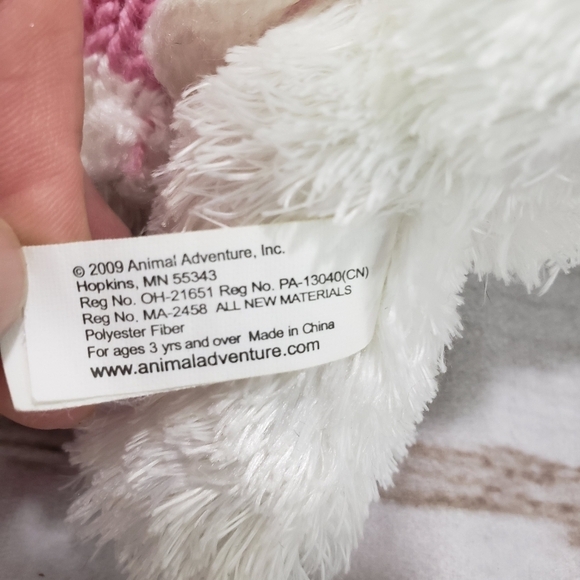 © 2009 Animal Adventure, Inc.
Hopkins, MN 55343
Reg No. OH-21651 Reg No. PA-13040(CN)
Reg No. MA-2458 ALL NEW MATERIALS
Polyester Fiber
For ages 3 yrs and over Made in China
www.animaladventure.com